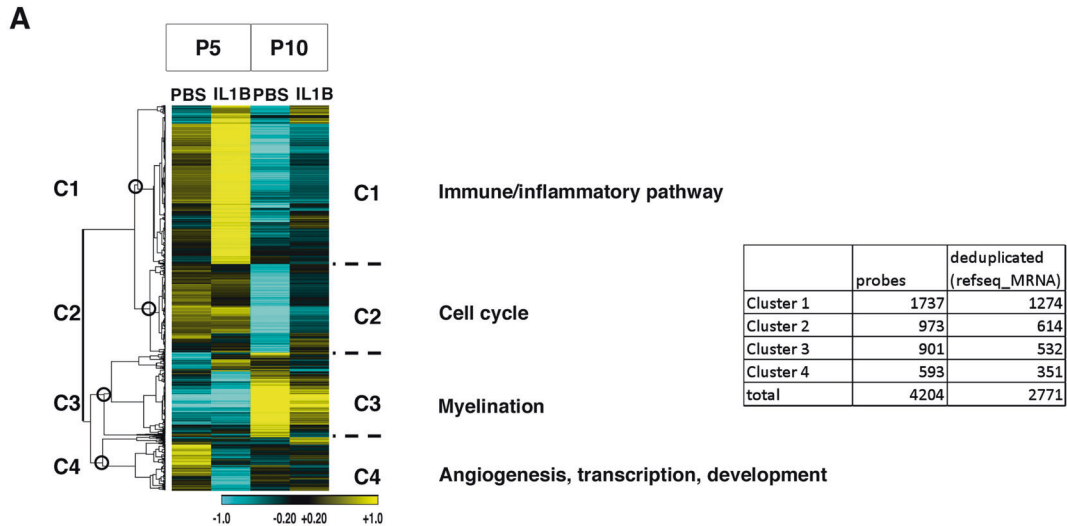 A
P5 P10
PBS IL1B PBS IL1B
C1 C1 Immune/inflammatory pathway
C2 C2 Cell cycle
C3 C3 Myelination
C4 C4 Angiogenesis, transcription, development
-1.0 -0.20 +0.20 +1.0
deduplicated
probes (refseq_MRNA)
Cluster 1 1737 1274
Cluster 2 973 614
Cluster 3 901 532
Cluster 4 593 351
total 4204 2771